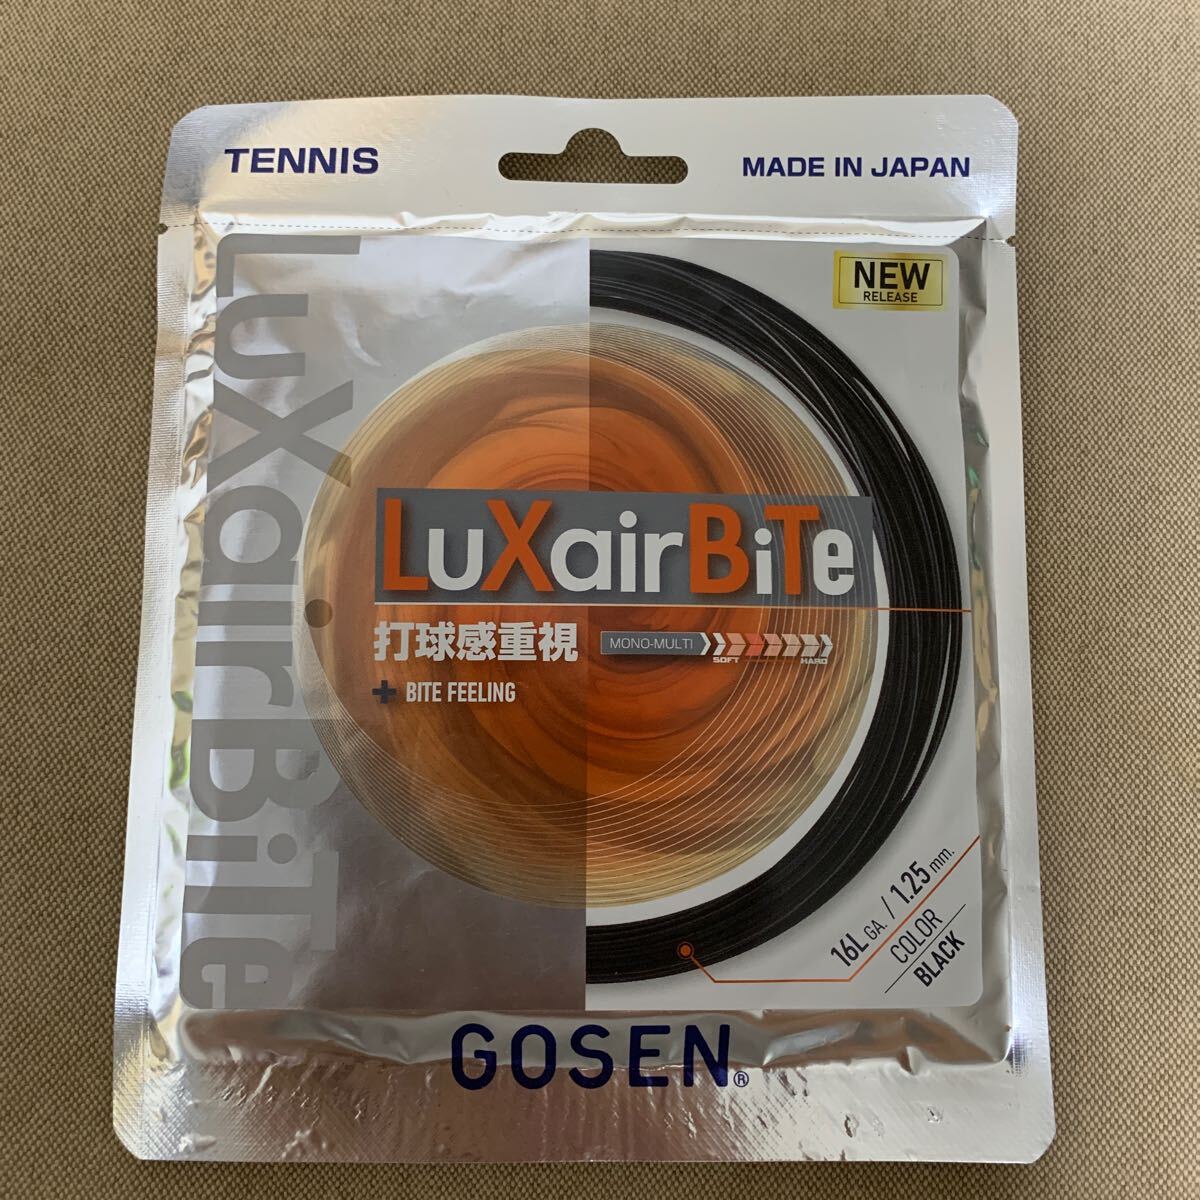 TENNIS
MADE IN JAPAN
LuXairBiTe
NEW
RELEASE
LuXairBiTe
打球感重視
MONO-MULTI
SOFT HARD
+ BITE FEELING
16L GA. / 1.25 mm.
COLOR
BLACK
GOSEN®